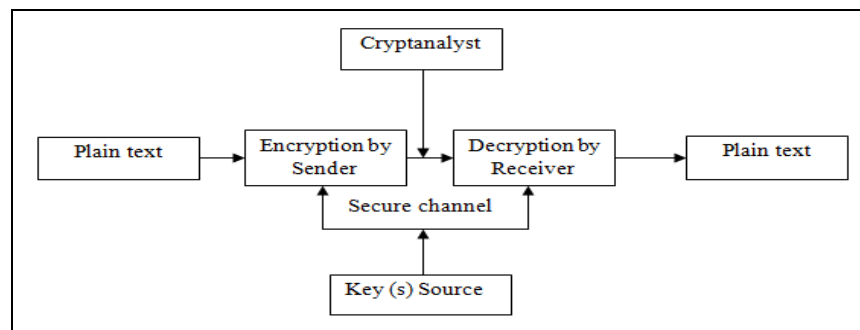 Cryptanalyst
Plain text
Encryption by
Sender
Decryption by
Receiver
Plain text
Secure channel
Key (s) Source